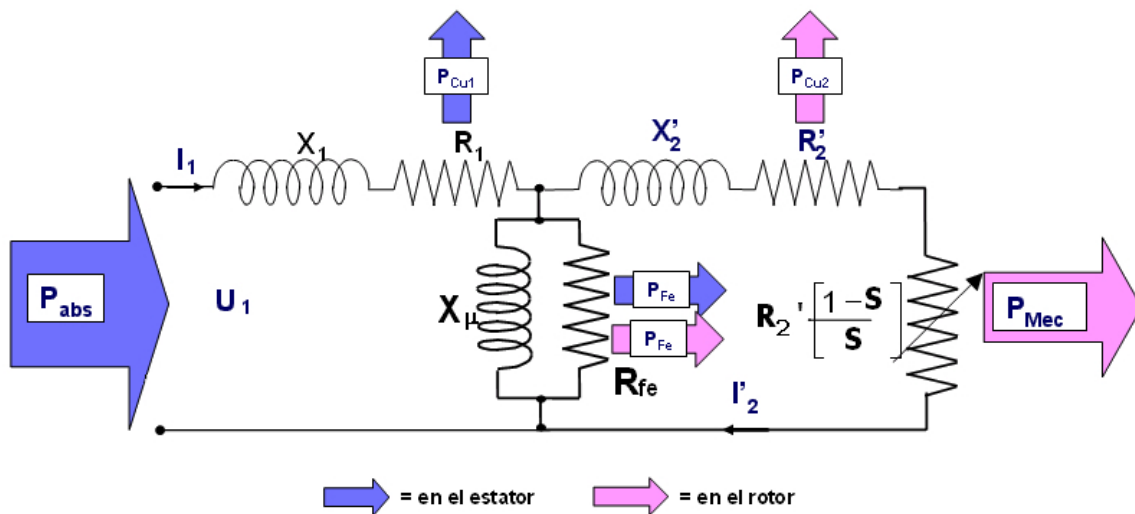 P_Cu1
P_Cu2
X_1
R_1
X'_2
R'_2
I_1
P_abs
U_1
X_μ
P_Fe
P_Fe
R_fe
R_2'[(1-S)/S]
P_Mec
I'_2
= en el estator
= en el rotor